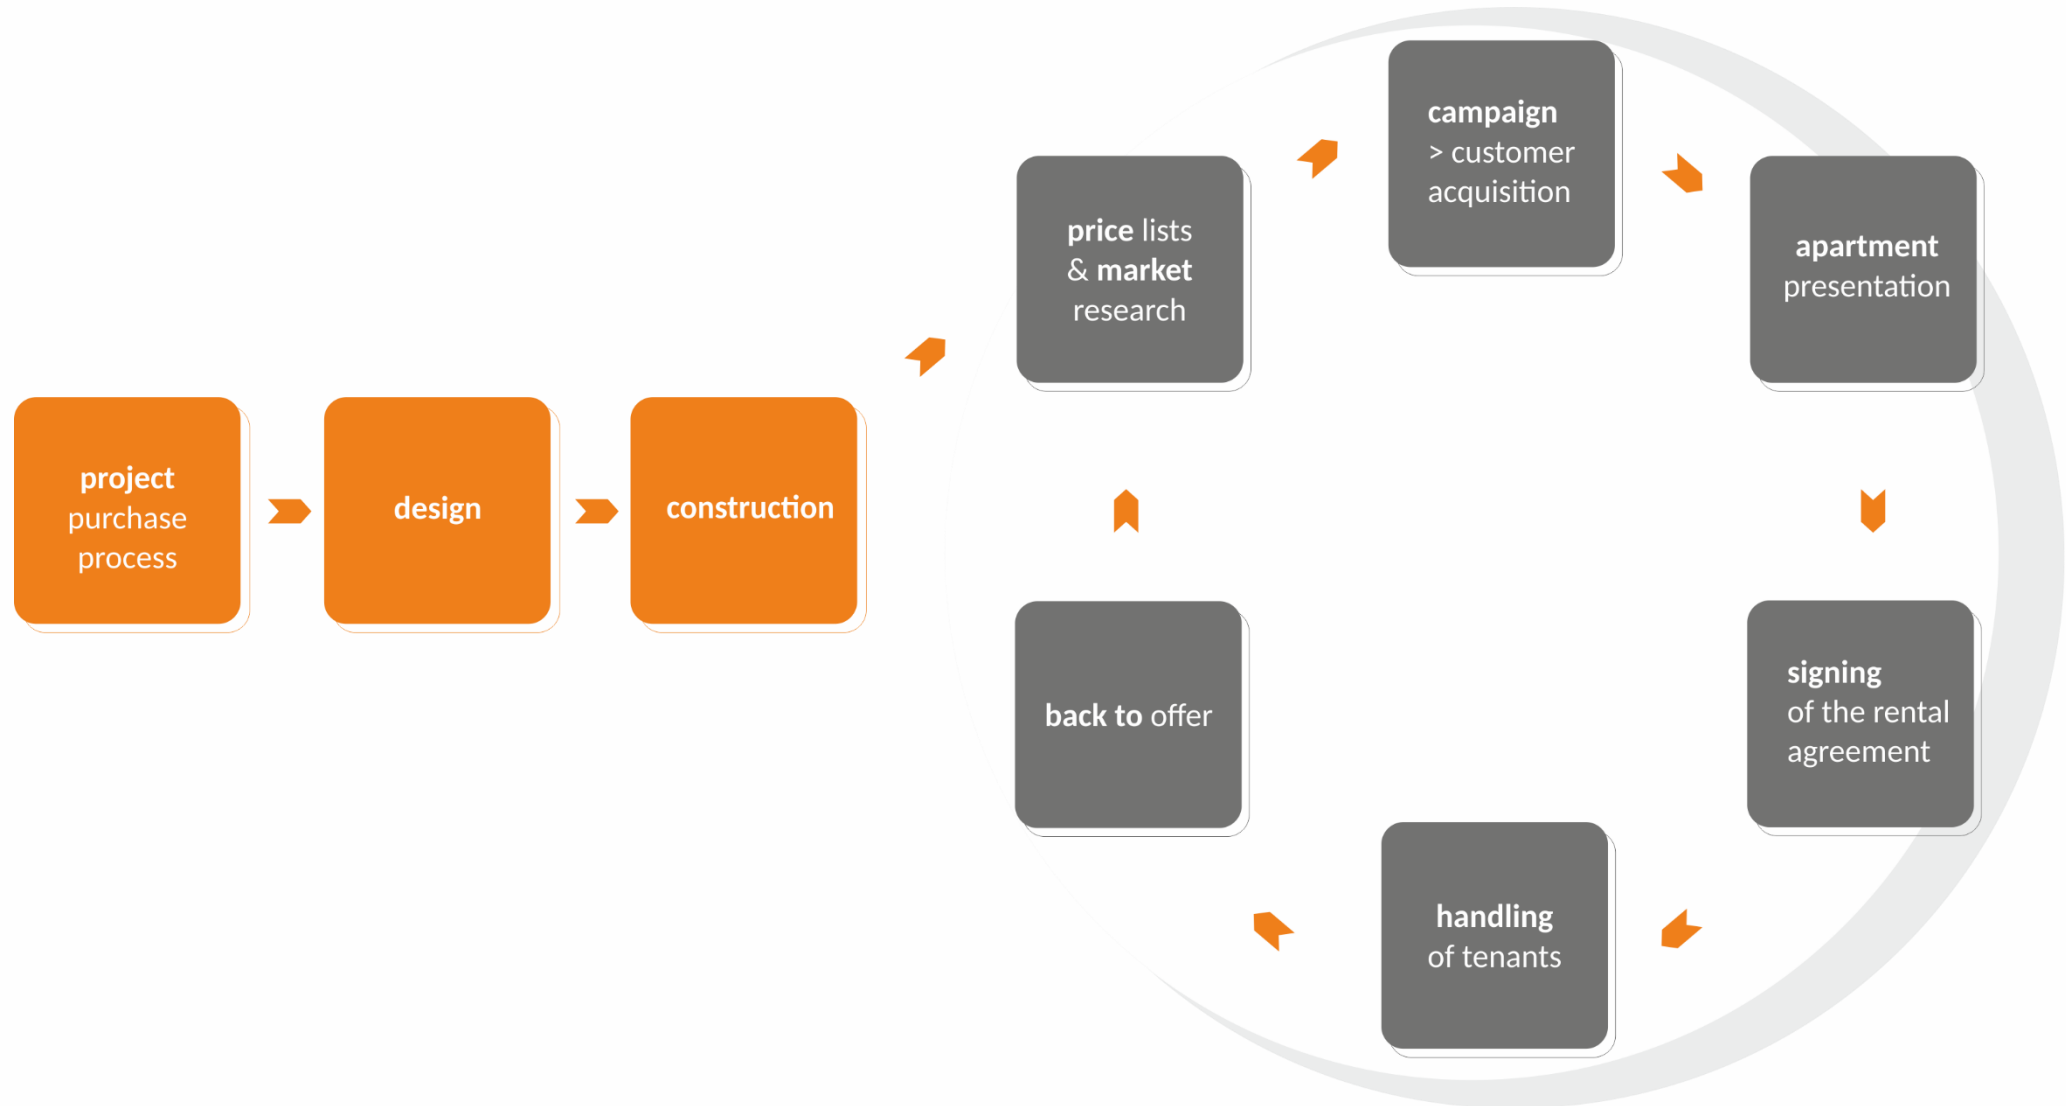 project
purchase
process
design
construction
price lists
& market
research
campaign
> customer
acquisition
apartment
presentation
signing
of the rental
agreement
handling
of tenants
back to offer